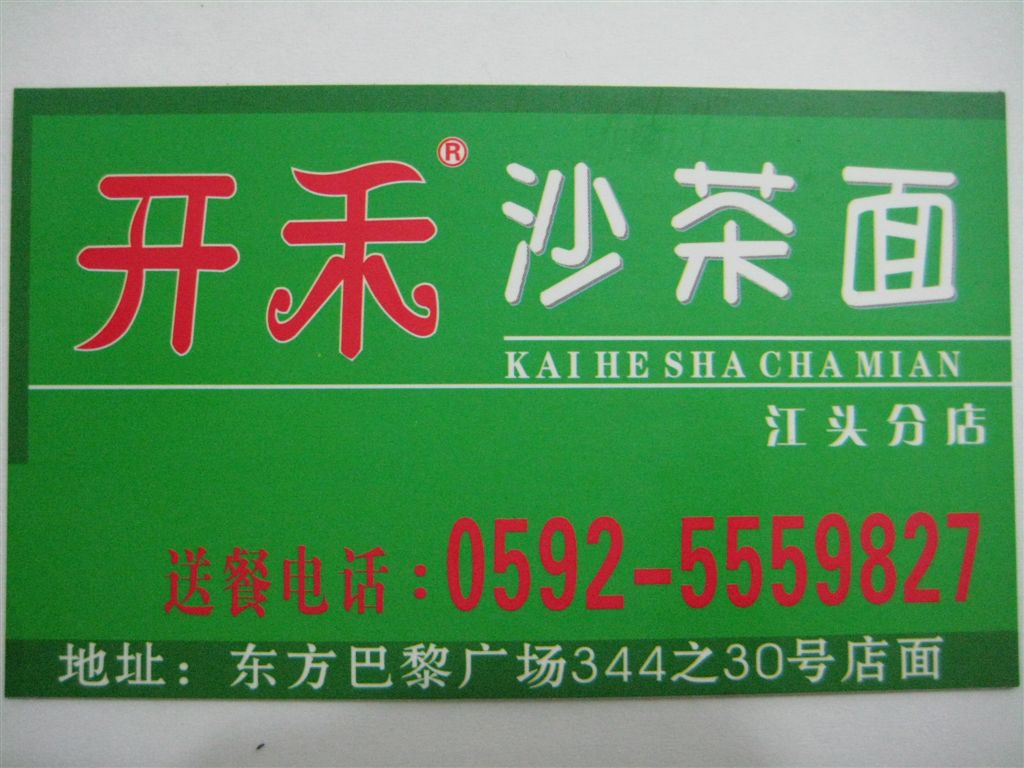 开禾® 沙茶面
KAI HE SHA CHA MIAN
江头分店
送餐电话:0592-5559827
地址:东方巴黎广场344之30号店面